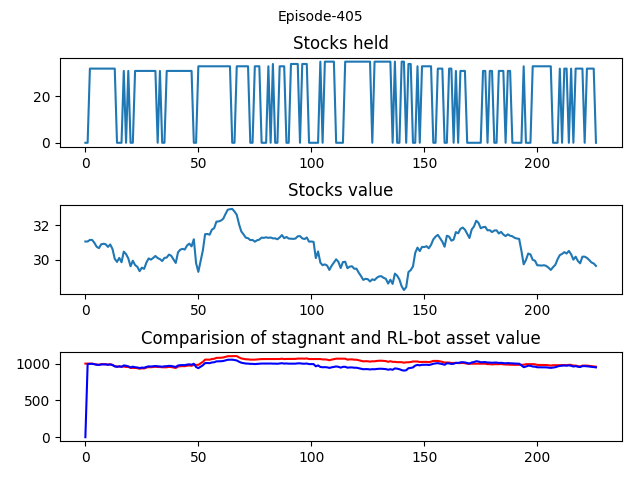 Episode-405
Stocks held
20
0
0 50 100 150 200
Stocks value
32
30
0 50 100 150 200
Comparision of stagnant and RL-bot asset value
1000
500
0
0 50 100 150 200